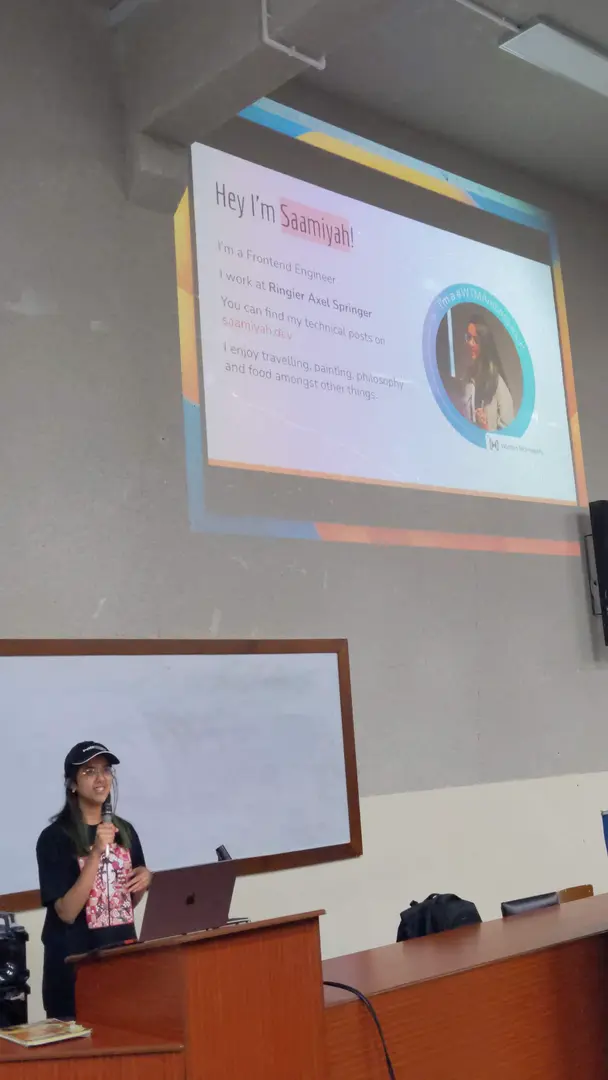 Hey I'm Saamiyah!
I'm a Frontend Engineer
I work at Ringier Axel Springer
You can find my technical posts on
saamiyah.dev
I enjoy travelling, painting, philosophy
and food amongst other things.
I'm a #WTMAmbassador